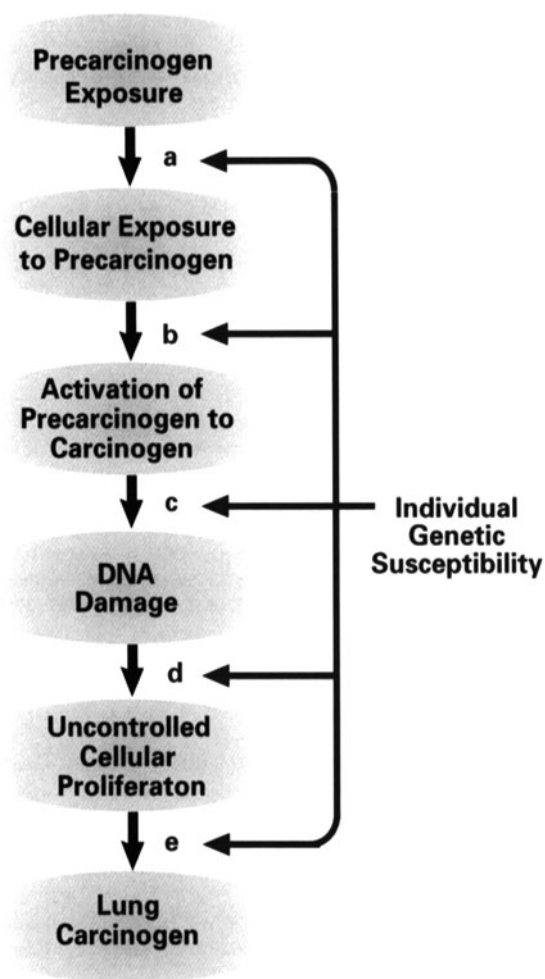 Precarcinogen
Exposure
a
Cellular Exposure
to Precarcinogen
b
Activation of
Precarcinogen to
Carcinogen
c
Individual
Genetic
Susceptibility
DNA
Damage
d
Uncontrolled
Cellular
Proliferaton
e
Lung
Carcinogen